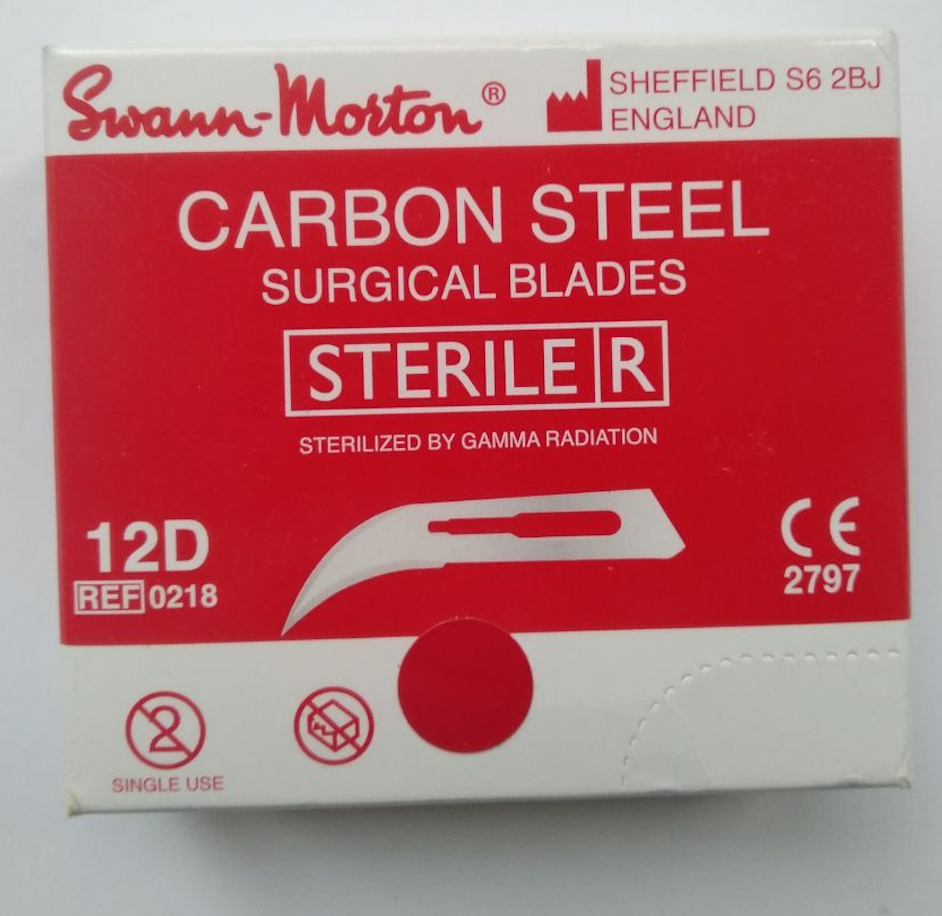 Swann-Morton®
SHEFFIELD S6 2BJ
ENGLAND
CARBON STEEL
SURGICAL BLADES
STERILE R
STERILIZED BY GAMMA RADIATION
12D
REF 0218
CE
2797
2
SINGLE USE